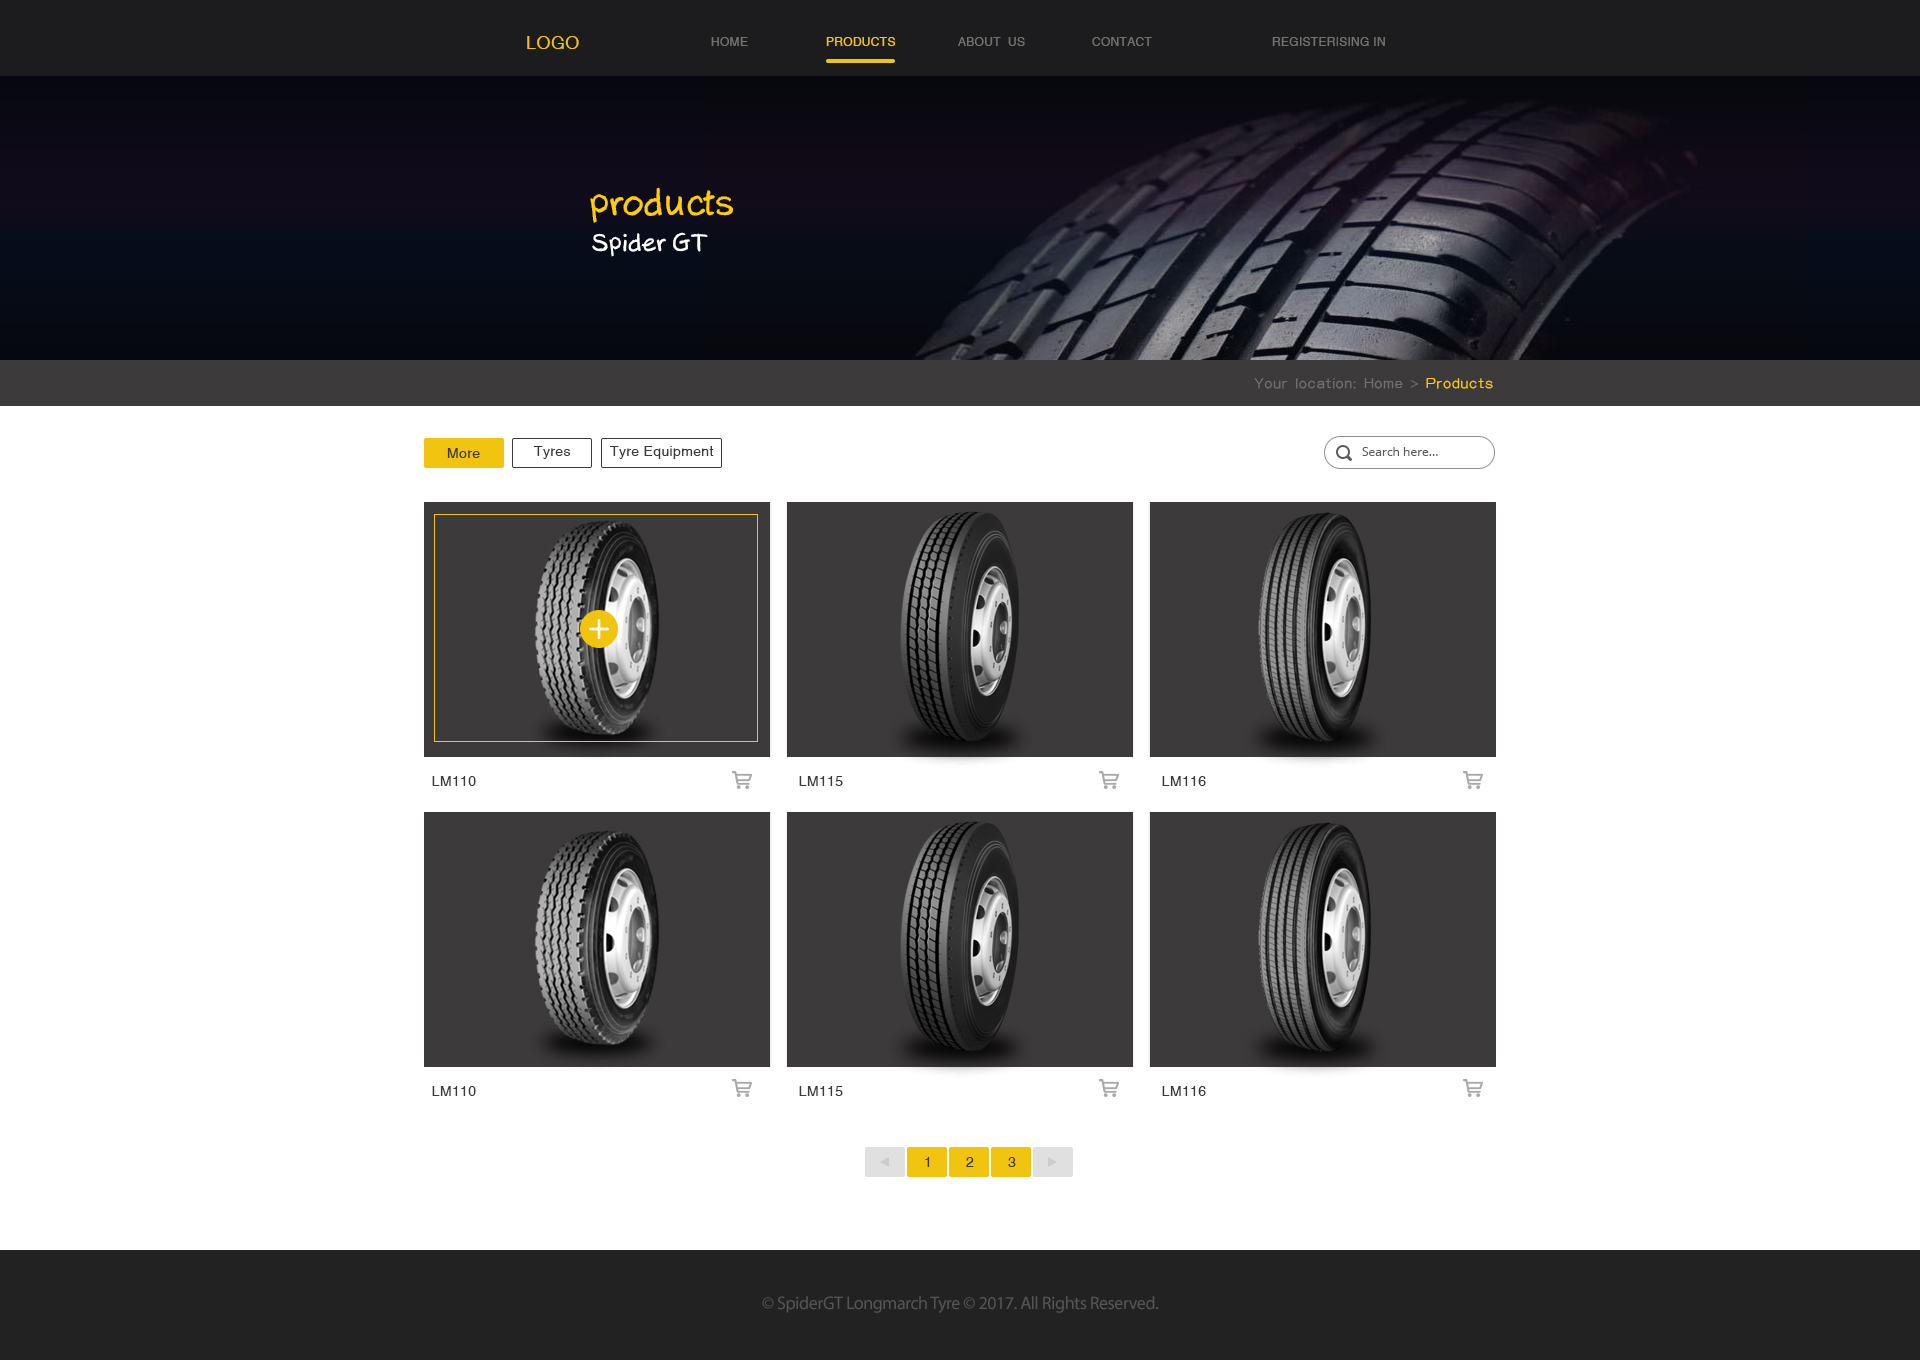 LOGO
HOME
PRODUCTS
ABOUT US
CONTACT
REGISTERISING IN
products
Spider GT
Your location: Home > Products
More
Tyres
Tyre Equipment
Search here...
LM110
LM115
LM116
LM110
LM115
LM116
1
2
3
© SpiderGT Longmarch Tyre © 2017. All Rights Reserved.